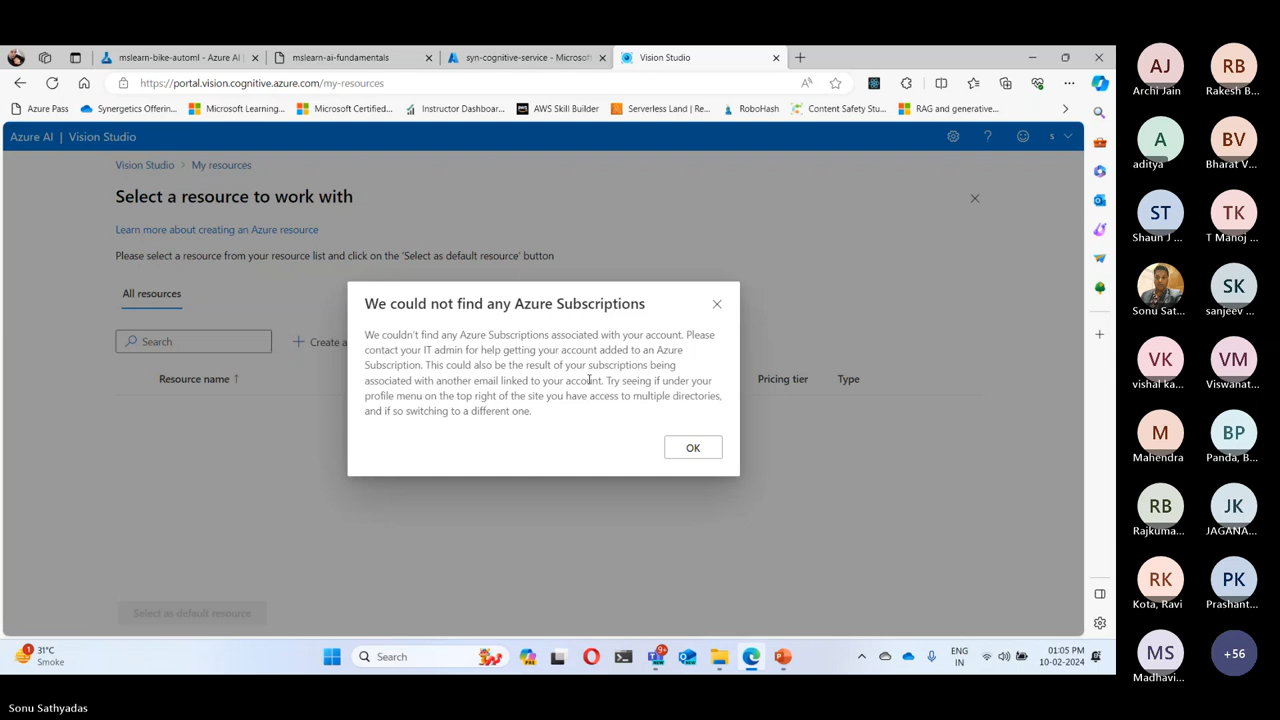 mslearn-bike-automl - Azure AI |
mslearn-ai-fundamentals
syn-cognitive-service - Microsoft
Vision Studio
https://portal.vision.cognitive.azure.com/my-resources
Azure Pass
Synergetics Offerin...
Microsoft Learning...
Microsoft Certified...
Instructor Dashboar...
AWS Skill Builder
Serverless Land | Re...
RoboHash
Content Safety Stu...
RAG and generative...
Azure AI | Vision Studio
s
Vision Studio > My resources
Select a resource to work with
Learn more about creating an Azure resource
Please select a resource from your resource list and click on the 'Select as default resource' button
All resources
Search
Create a
Resource name ↑
Pricing tier
Type
We could not find any Azure Subscriptions
We couldn't find any Azure Subscriptions associated with your account. Please
contact your IT admin for help getting your account added to an Azure
Subscription. This could also be the result of your subscriptions being
associated with another email linked to your account. Try seeing if under your
profile menu on the top right of the site you have access to multiple directories,
and if so switching to a different one.
OK
Select as default resource
1
31°C
Smoke
Search
PRE
NEW
9+
NEW
ENG
IN
01:05 PM
10-02-2024
Sonu Sathyadas
AJ
Archi Jain
RB
Rakesh B...
A
aditya
BV
Bharat V...
ST
Shaun J ...
TK
T Manoj ...
Sonu Sat...
SK
sanjeev ...
VK
vishal ka...
VM
Viswanat...
M
Mahendra
BP
Panda, B...
RB
Rajkuma...
JK
JAGANA...
RK
Kota, Ravi
PK
Prashant...
MS
Madhavi...
+56